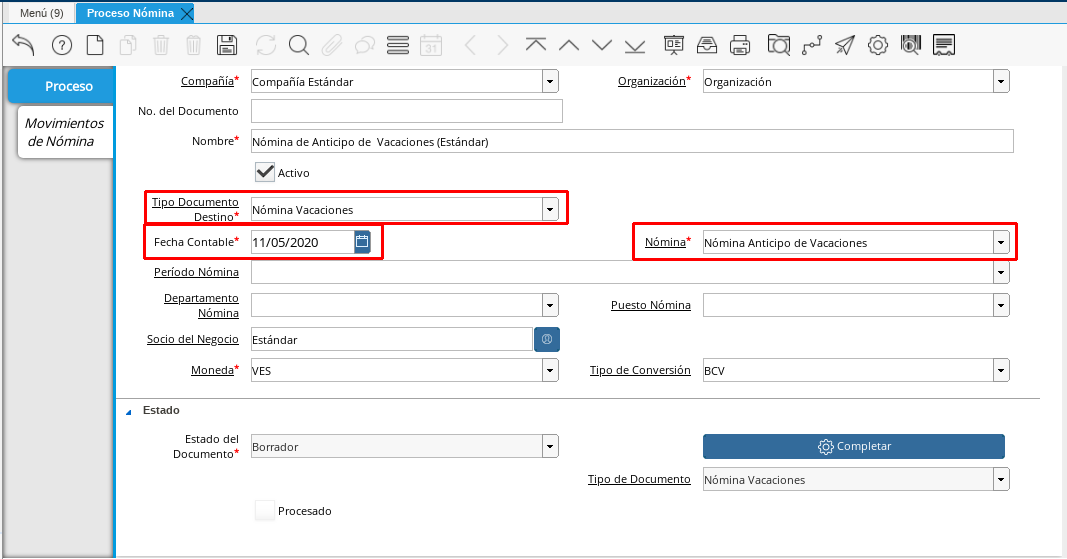 Menú (9)
Proceso Nómina
31
Proceso
Movimientos
de Nómina
Compañía*
Compañía Estándar
Organización*
Organización
No. del Documento
Nombre*
Nómina de Anticipo de  Vacaciones (Estándar)
Activo
Tipo Documento
Destino*
Nómina Vacaciones
Fecha Contable*
11/05/2020
Nómina*
Nómina Anticipo de Vacaciones
Período Nómina
Departamento
Nómina
Puesto Nómina
Socio del Negocio
Estándar
Moneda*
VES
Tipo de Conversión
BCV
Estado
Estado del
Documento*
Borrador
Completar
Tipo de Documento
Nómina Vacaciones
Procesado